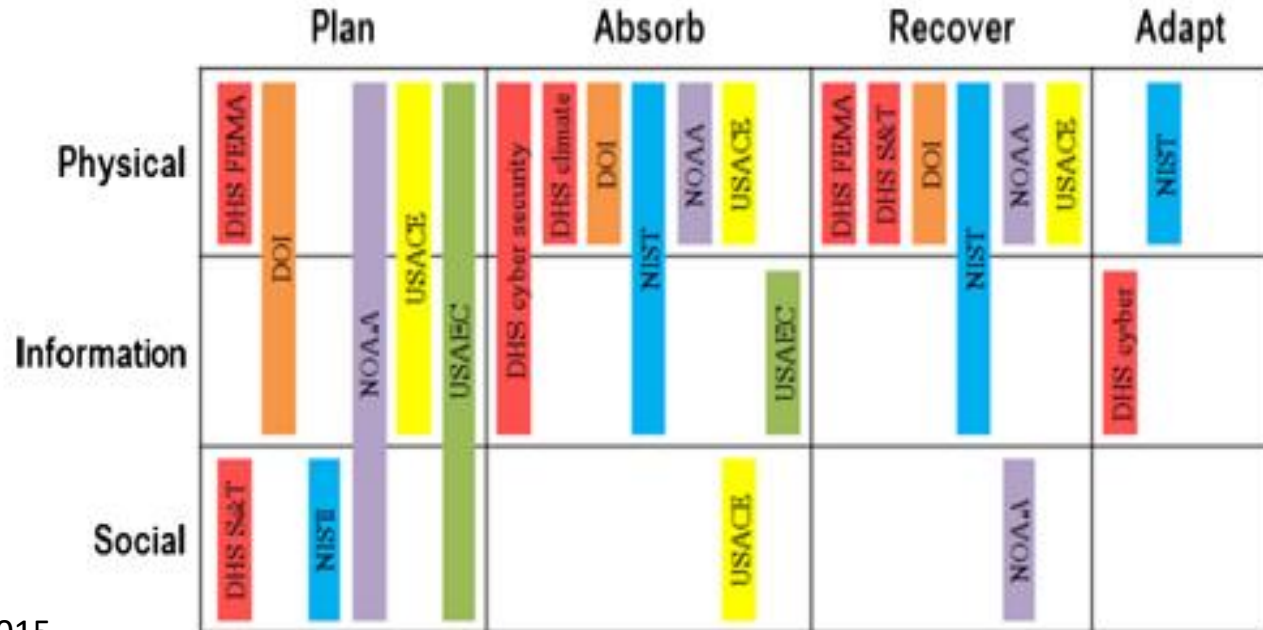 Plan Absorb Recover Adapt
Physical
DHS FEMA
DOI
NOAA
USACE
USAEC
DHS cyber security
DHS climate
DOI
NIST
NOAA
USACE
DHS FEMA
DHS S&T
DOI
NIST
NOAA
USACE
NIST
Information
USAEC
DHS cyber
Social
DHS S&T
NIST
USACE
NOAA